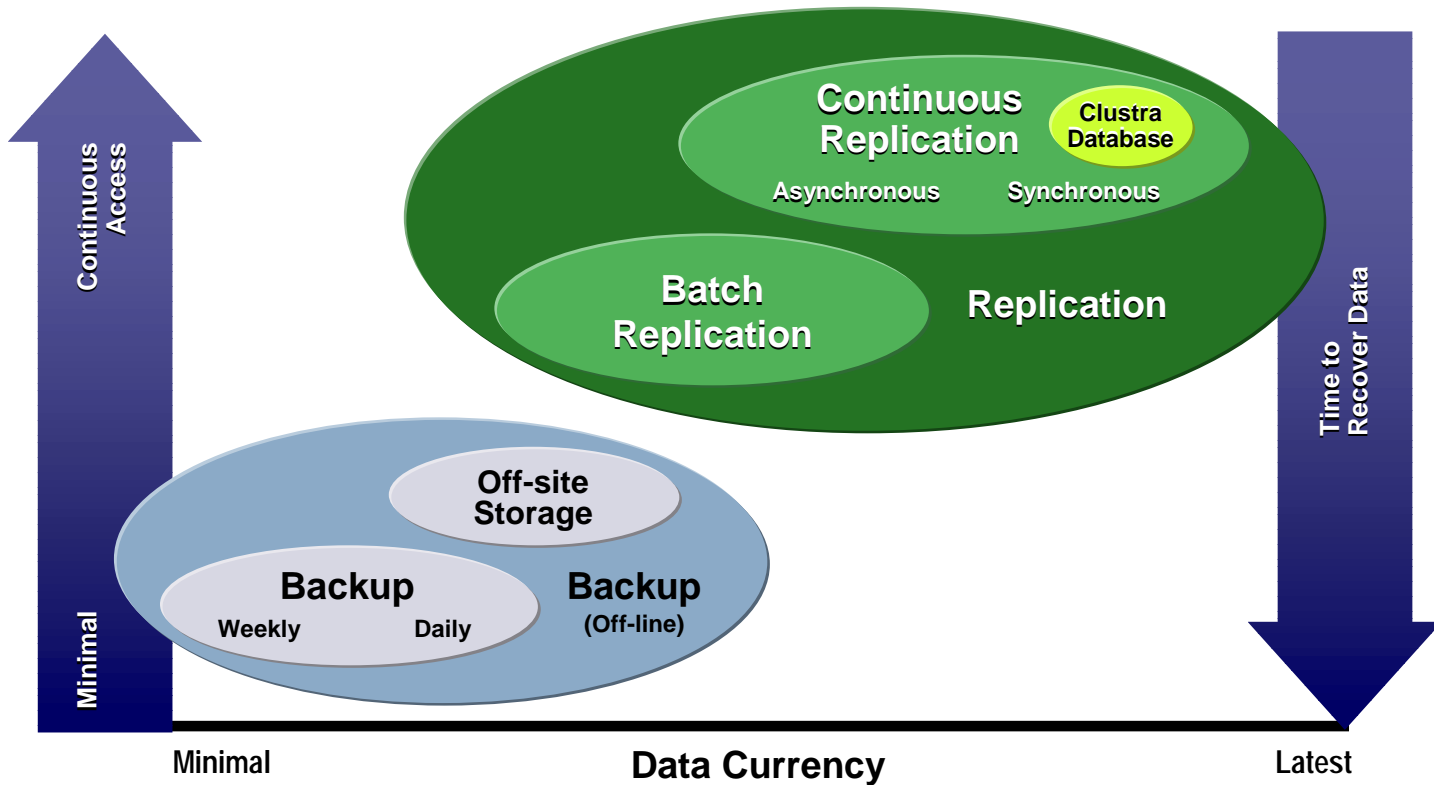 Continuous
Access
Minimal
Continuous
Replication
Clustra
Database
Asynchronous
Synchronous
Batch
Replication
Replication
Off-site
Storage
Backup
Weekly
Daily
Backup
(Off-line)
Time to
Recover Data
Minimal
Data Currency
Latest